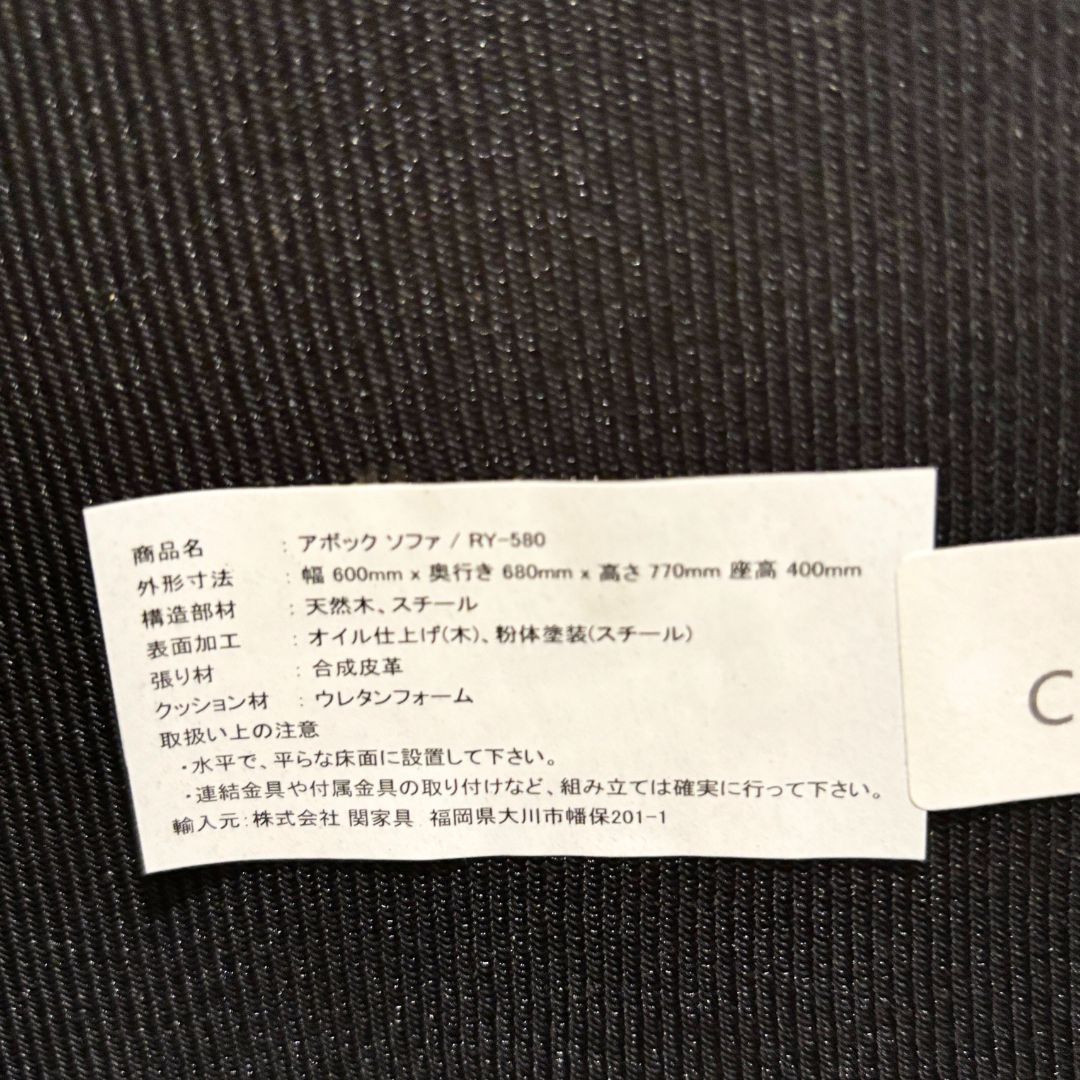 商品名 : アポック ソファ / RY-580
外形寸法 : 幅 600mm x 奥行き 680mm x 高さ 770mm 座高 400mm
構造部材 : 天然木、スチール
表面加工 : オイル仕上げ(木)、粉体塗装(スチール)
張り材 : 合成皮革
クッション材 : ウレタンフォーム
取扱い上の注意
・水平で、平らな床面に設置して下さい。
・連結金具や付属金具の取り付けなど、組み立ては確実に行って下さい。
輸入元:株式会社 関家具 福岡県大川市幡保201-1
C